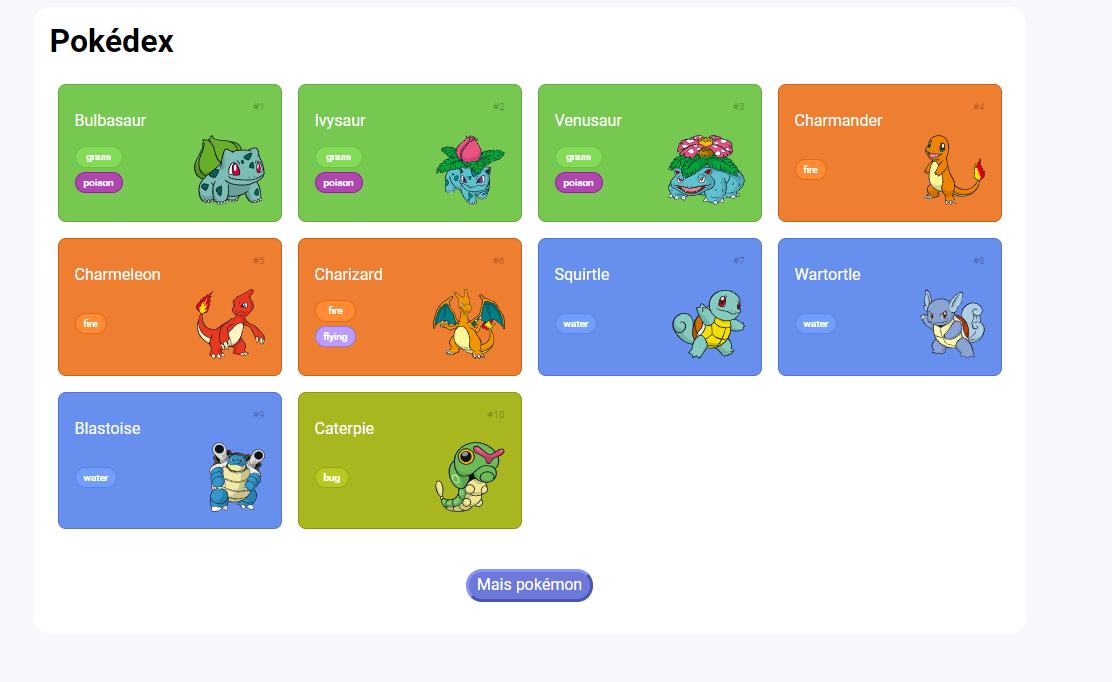 Pokédex
#1
Bulbasaur
grass
poison
#2
Ivysaur
grass
poison
#3
Venusaur
grass
poison
#4
Charmander
fire
#5
Charmeleon
fire
#6
Charizard
fire
flying
#7
Squirtle
water
#8
Wartortle
water
#9
Blastoise
water
#10
Caterpie
bug
Mais pokémon